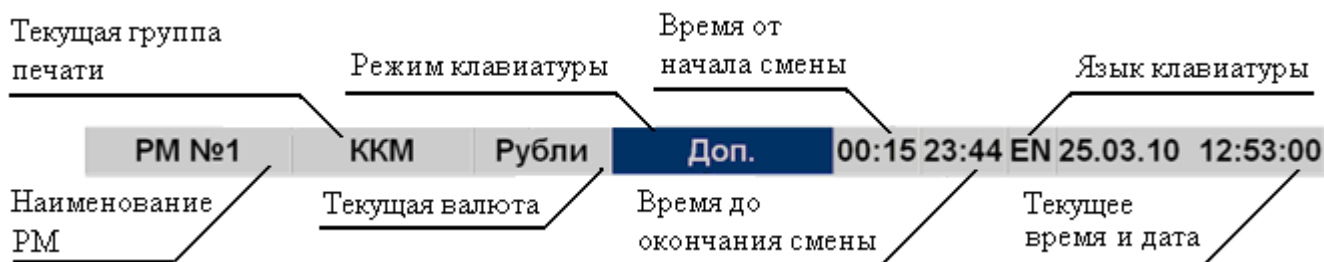 Текущая группа
печати
Режим клавиатуры
Время от
начала смены
Язык клавиатуры
РМ №1 ККМ Рубли Доп. 00:15 23:44 EN 25.03.10 12:53:00
Наименование
РМ
Текущая валюта
Время до
окончания смены
Текущее
время и дата